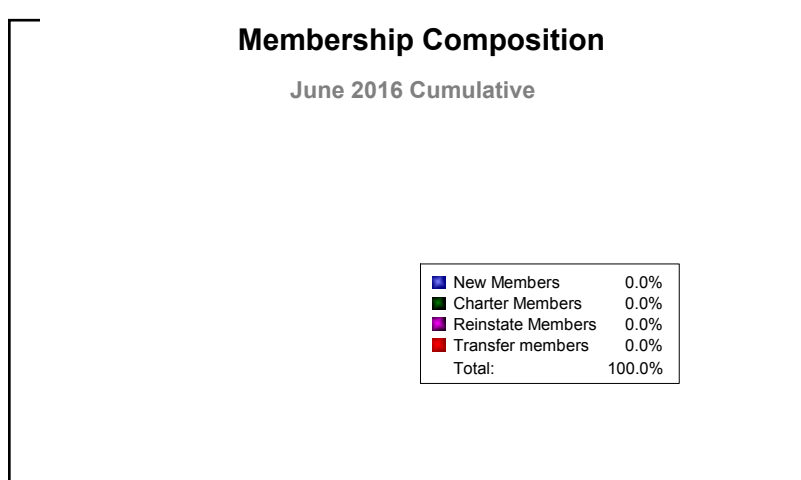 Membership Composition
June 2016 Cumulative
New Members 0.0%
Charter Members 0.0%
Reinstate Members 0.0%
Transfer members 0.0%
Total: 100.0%